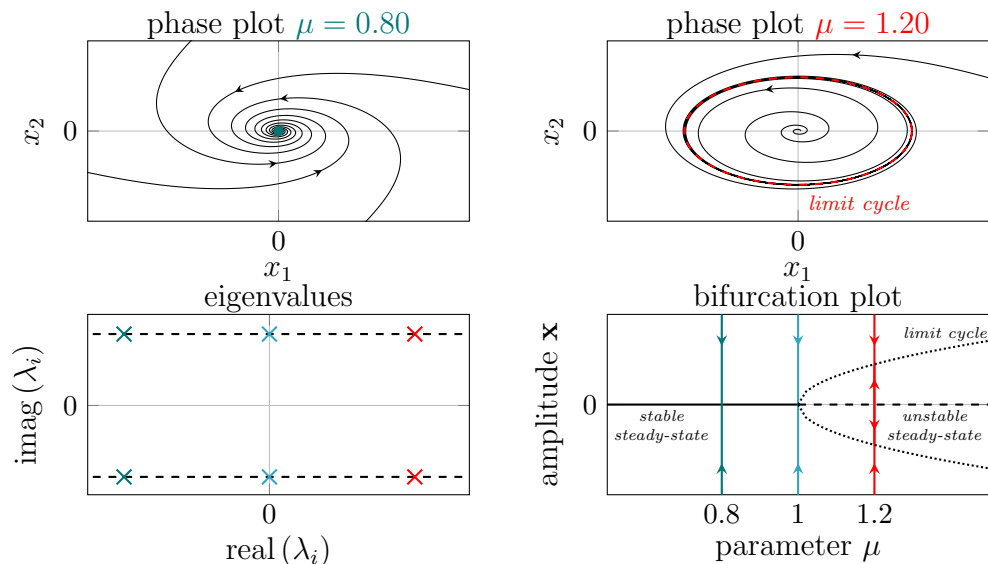 phase plot μ = 0.80
x₂
0
0
x₁
phase plot μ = 1.20
x₂
0
limit cycle
0
x₁
eigenvalues
imag (λᵢ)
0
0
real (λᵢ)
bifurcation plot
amplitude x
0
limit cycle
stable
steady-state
unstable
steady-state
0.8
1
1.2
parameter μ